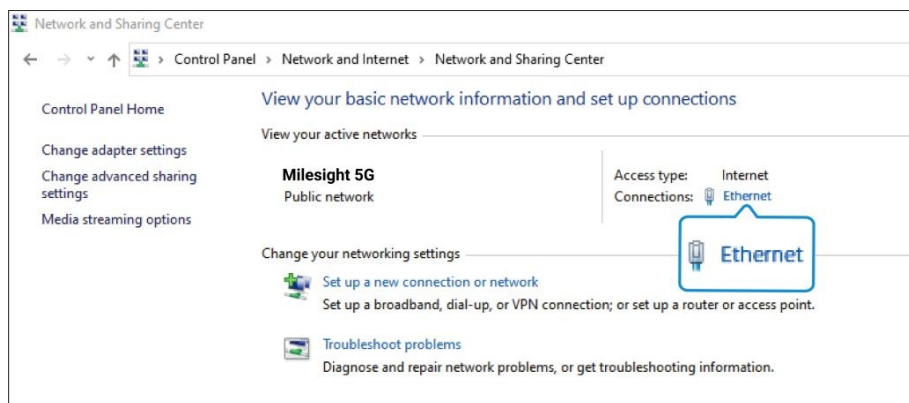 Network and Sharing Center
Control Panel > Network and Internet > Network and Sharing Center
Control Panel Home
Change adapter settings
Change advanced sharing
settings
Media streaming options
View your basic network information and set up connections
View your active networks
Milesight 5G
Public network
Access type: Internet
Connections: Ethernet
Ethernet
Change your networking settings
Set up a new connection or network
Set up a broadband, dial-up, or VPN connection; or set up a router or access point.
Troubleshoot problems
Diagnose and repair network problems, or get troubleshooting information.